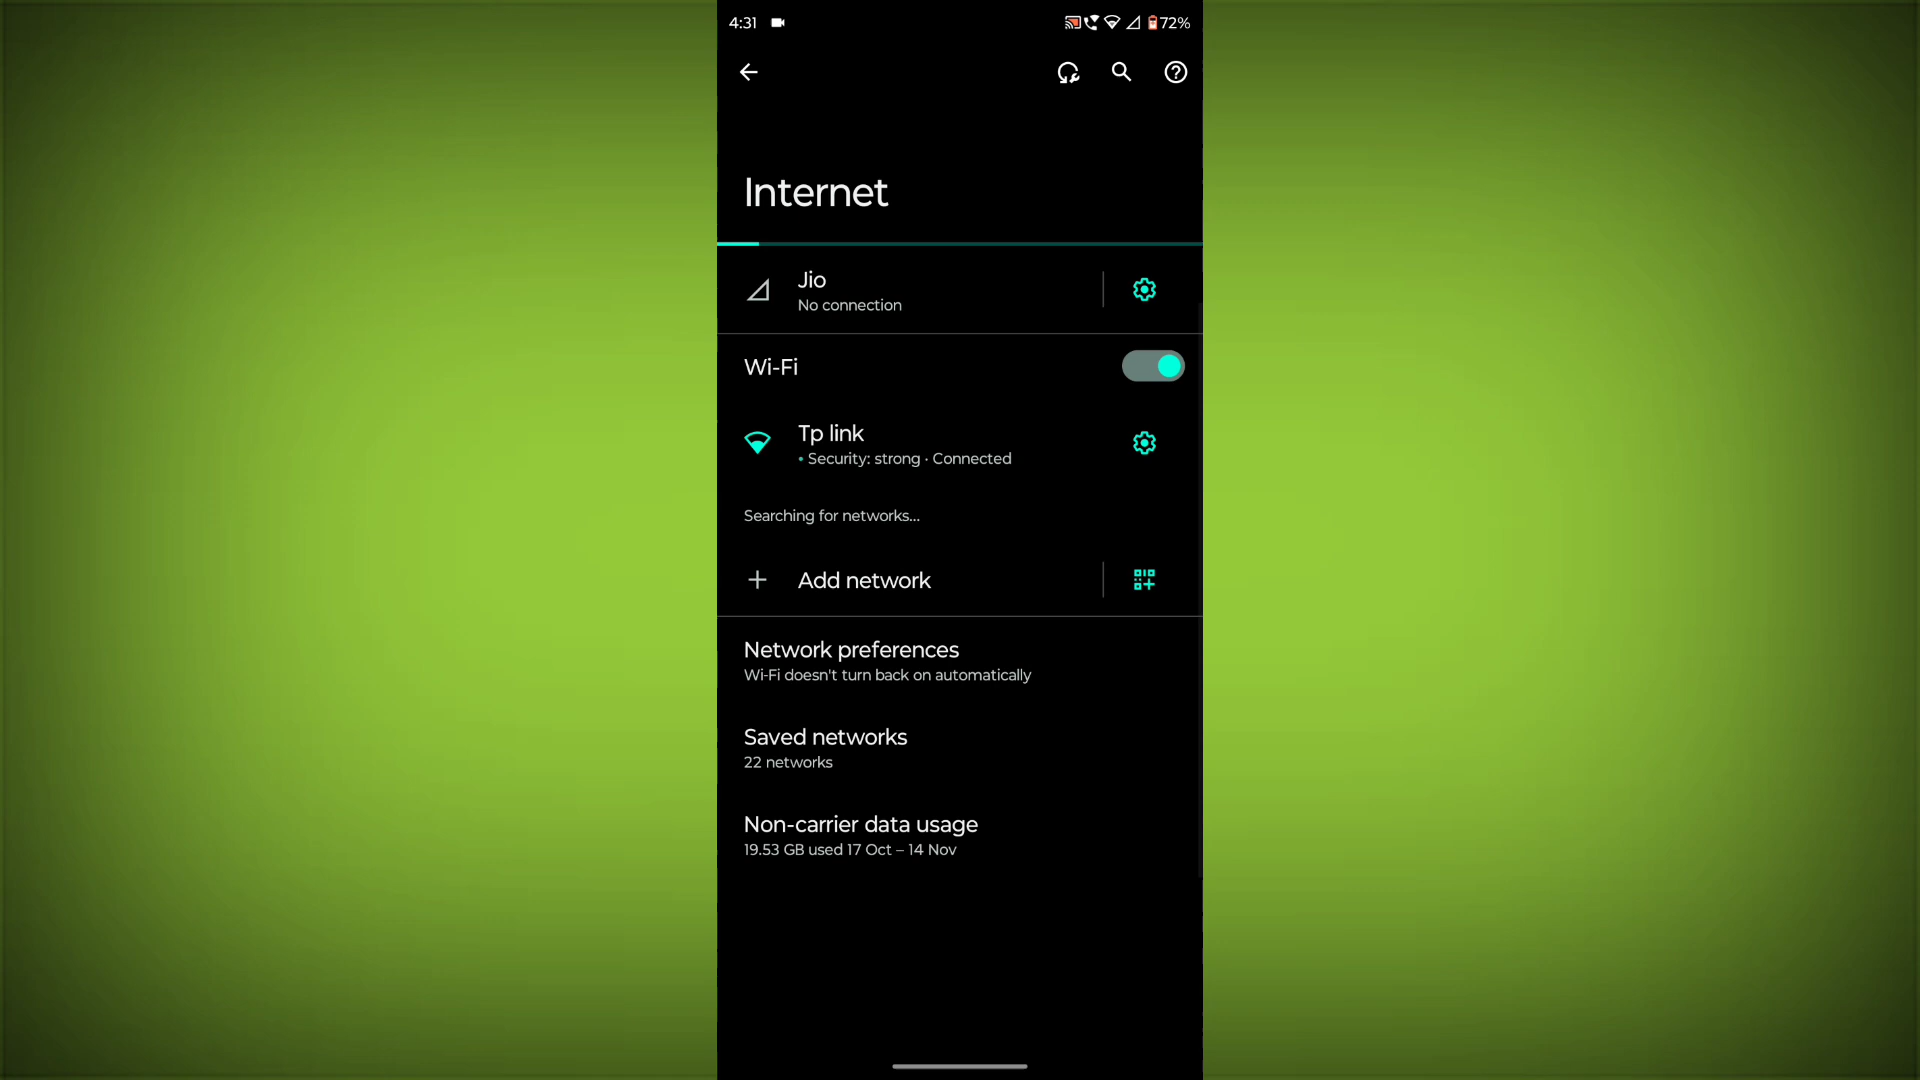 4:31
72%
Internet
Jio
No connection
Wi-Fi
Tp link
• Security: strong · Connected
Searching for networks...
Add network
Network preferences
Wi-Fi doesn't turn back on automatically
Saved networks
22 networks
Non-carrier data usage
19.53 GB used 17 Oct – 14 Nov